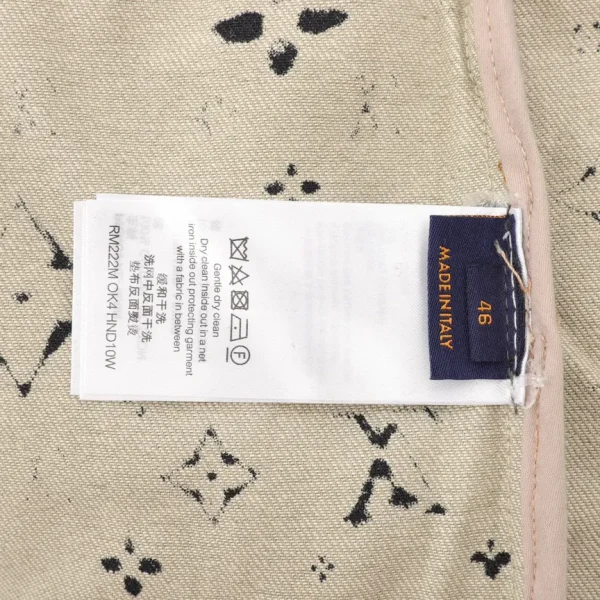 Gentle dry clean
Dry clean inside out in a net
iron inside out protecting garment
with a fabric in between
缓和干洗
洗网中反面干洗
垫布反面熨烫
RM222M OK4 HND10W
46
MADE IN ITALY